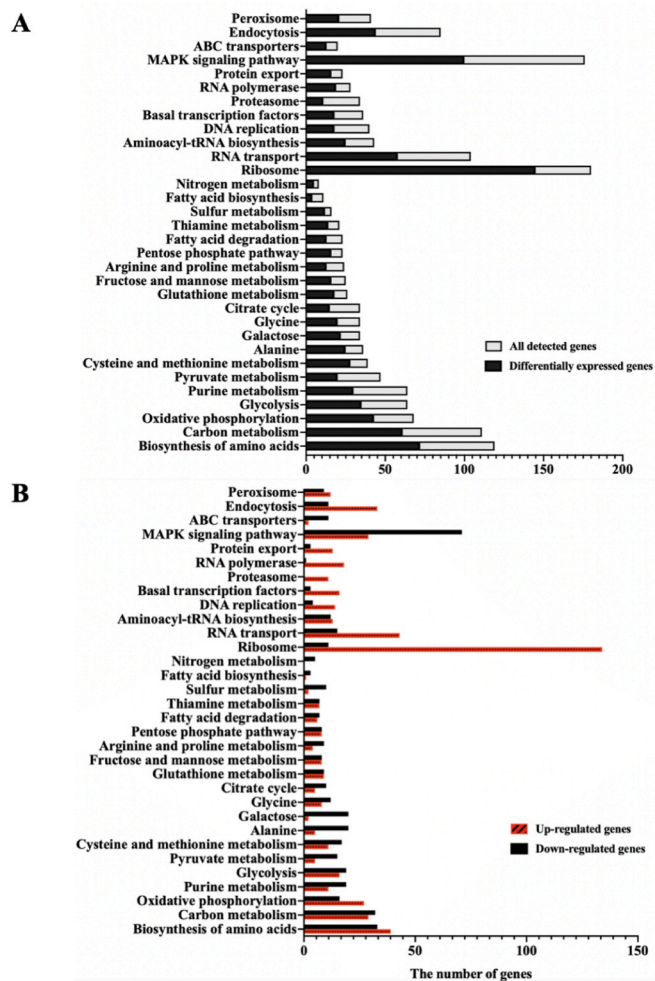 A
Peroxisome
Endocytosis
ABC transporters
MAPK signaling pathway
Protein export
RNA polymerase
Proteasome
Basal transcription factors
DNA replication
Aminoacyl-tRNA biosynthesis
RNA transport
Ribosome
Nitrogen metabolism
Fatty acid biosynthesis
Sulfur metabolism
Thiamine metabolism
Fatty acid degradation
Pentose phosphate pathway
Arginine and proline metabolism
Fructose and mannose metabolism
Glutathione metabolism
Citrate cycle
Glycine
Galactose
Alanine
Cysteine and methionine metabolism
Pyruvate metabolism
Purine metabolism
Glycolysis
Oxidative phosphorylation
Carbon metabolism
Biosynthesis of amino acids
All detected genes
Differentially expressed genes
0 50 100 150 200
B
Peroxisome
Endocytosis
ABC transporters
MAPK signaling pathway
Protein export
RNA polymerase
Proteasome
Basal transcription factors
DNA replication
Aminoacyl-tRNA biosynthesis
RNA transport
Ribosome
Nitrogen metabolism
Fatty acid biosynthesis
Sulfur metabolism
Thiamine metabolism
Fatty acid degradation
Pentose phosphate pathway
Arginine and proline metabolism
Fructose and mannose metabolism
Glutathione metabolism
Citrate cycle
Glycine
Galactose
Alanine
Cysteine and methionine metabolism
Pyruvate metabolism
Glycolysis
Purine metabolism
Oxidative phosphorylation
Carbon metabolism
Biosynthesis of amino acids
Up-regulated genes
Down-regulated genes
0 50 100 150
The number of genes